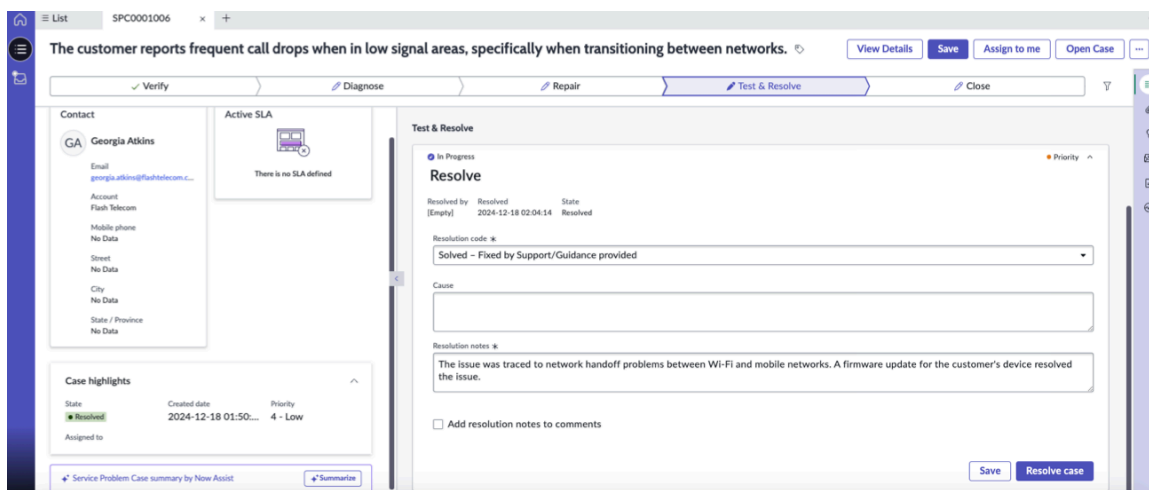 List
SPC0001006
The customer reports frequent call drops when in low signal areas, specifically when transitioning between networks.
View Details
Save
Assign to me
Open Case
Verify
Diagnose
Repair
Test & Resolve
Close
Contact
GA
Georgia Atkins
Email
georgia.atkins@flashtelecom.c...
Account
Flash Telecom
Mobile phone
No Data
Street
No Data
City
No Data
State / Province
No Data
Active SLA
There is no SLA defined
Case highlights
State
Created date
Priority
Resolved
2024-12-18 01:50:...
4 - Low
Assigned to
Service Problem Case summary by Now Assist
Summarize
Test & Resolve
In Progress
Priority
Resolve
Resolved by
Resolved
State
[Empty]
2024-12-18 02:04:14
Resolved
Resolution code
Solved – Fixed by Support/Guidance provided
Cause
Resolution notes
The issue was traced to network handoff problems between Wi-Fi and mobile networks. A firmware update for the customer's device resolved
the issue.
Add resolution notes to comments
Save
Resolve case